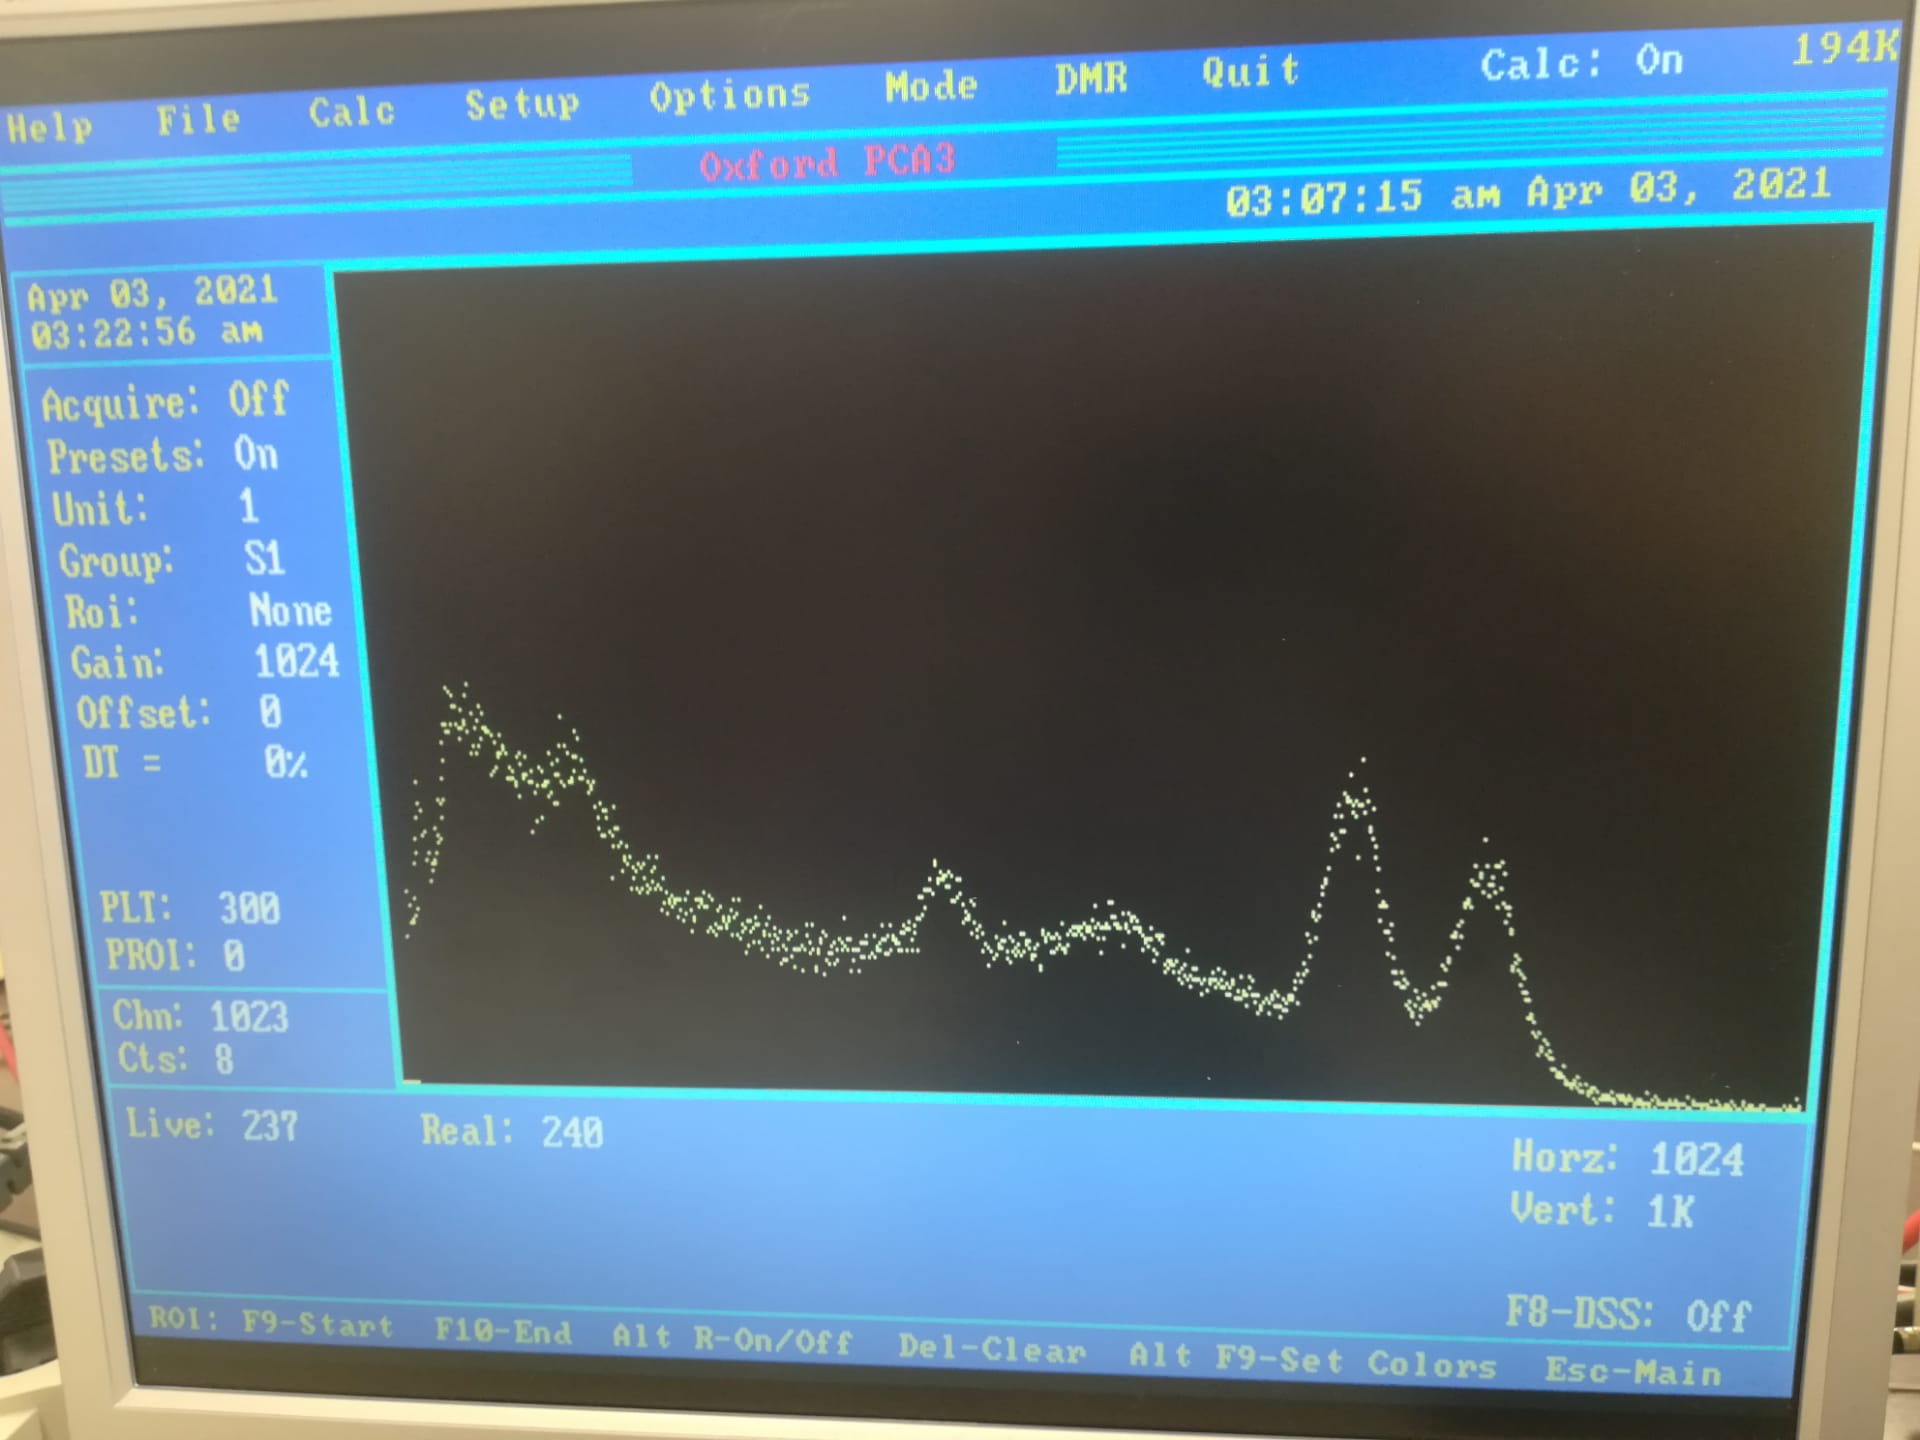 Help File Calc Setup Options Mode DMR Quit Calc: On 194K
Oxford PCA3
03:07:15 am Apr 03, 2021
Apr 03, 2021
03:22:56 am
Acquire: Off
Presets: On
Unit: 1
Group: S1
Roi: None
Gain: 1024
Offset: 0
DT = 0%
PLT: 300
PROI: 0
Chn: 1023
Cts: 8
Live: 237 Real: 240
Horz: 1024
Vert: 1K
F8-DSS: Off
ROI: F9-Start F10-End Alt R-On/Off Del-Clear Alt F9-Set Colors Esc-Main